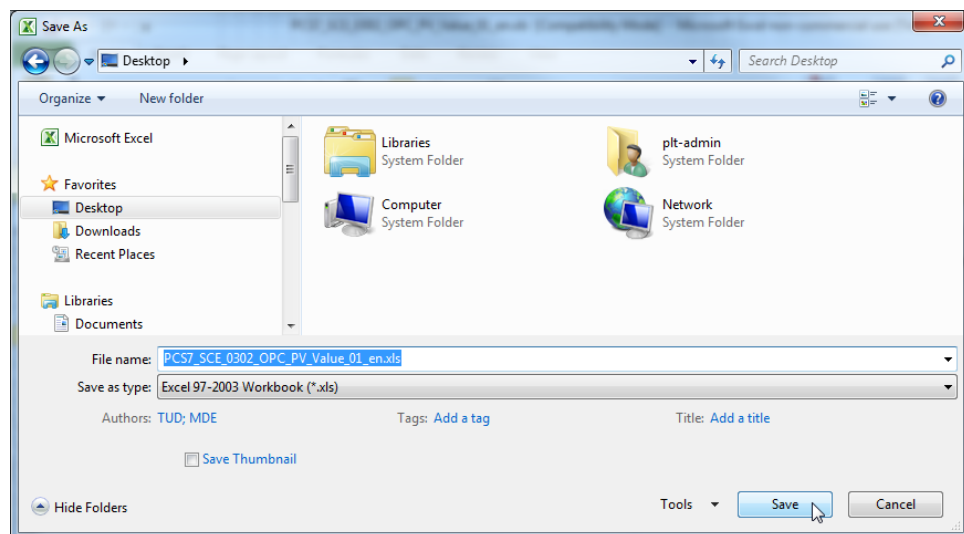 Save As
Desktop
Search Desktop
Organize
New folder
Microsoft Excel
Favorites
Desktop
Downloads
Recent Places
Libraries
Documents
Libraries
System Folder
plt-admin
System Folder
Computer
System Folder
Network
System Folder
File name: PCS7_SCE_0302_OPC_PV_Value_01_en.xls
Save as type: Excel 97-2003 Workbook (*.xls)
Authors: TUD; MDE Tags: Add a tag Title: Add a title
Save Thumbnail
Hide Folders
Tools
Save
Cancel